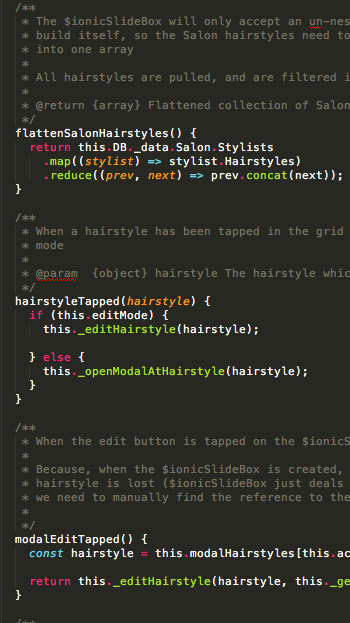 /**
* The $ionicSlideBox will only accept an un-nes
* build itself, so the Salon hairstyles need to
* into one array
*
* All hairstyles are pulled, and are filtered i
*
* @return {array} Flattened collection of Salon
*/
flattenSalonHairstyles() {
return this.DB._data.Salon.Stylists
.map((stylist) => stylist.Hairstyles)
.reduce((prev, next) => prev.concat(next));
}
/**
* When a hairstyle has been tapped in the grid
* mode
*
* @param  {object} hairstyle The hairstyle whic
*/
hairstyleTapped(hairstyle) {
if (this.editMode) {
this._editHairstyle(hairstyle);
} else {
this._openModalAtHairstyle(hairstyle);
}
}
/**
* When the edit button is tapped on the $ionicS
*
* Because, when the $ionicSlideBox is created,
* hairstyle is lost ($ionicSlideBox just deals
* we need to manually find the reference to the
*
*/
modalEditTapped() {
const hairstyle = this.modalHairstyles[this.ac
return this._editHairstyle(hairstyle, this._ge
}